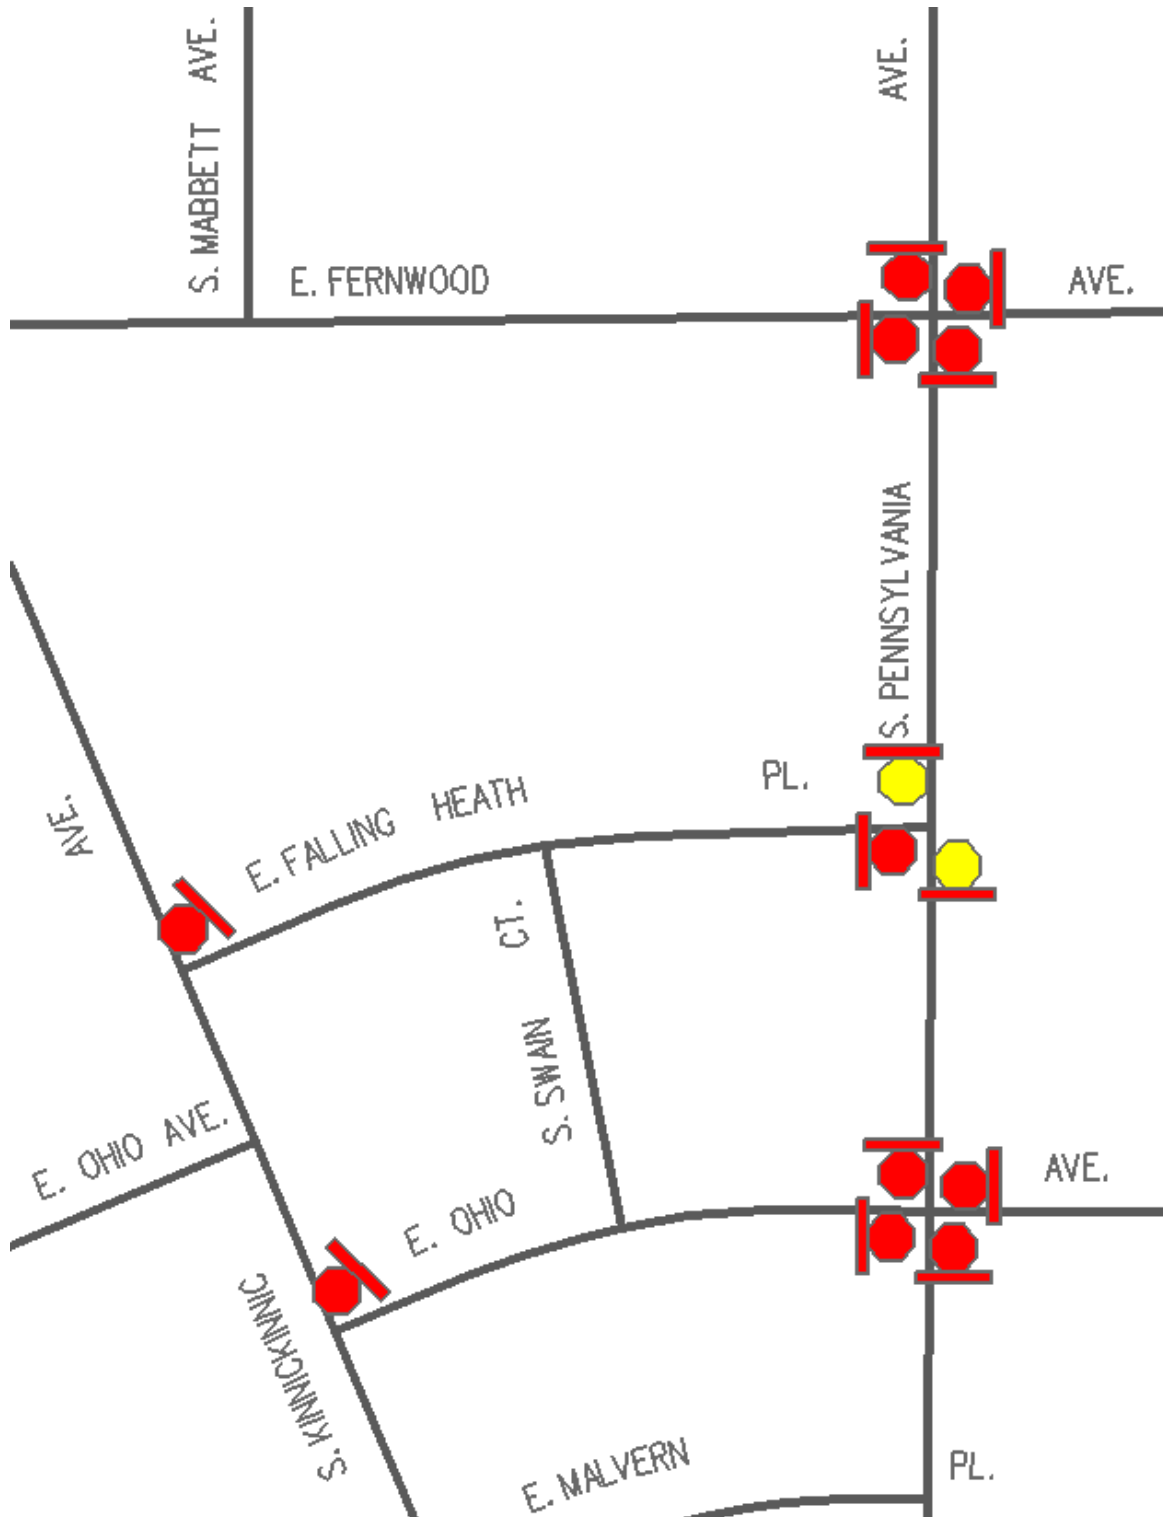 S. MABBETT AVE.
AVE.
E. FERNWOOD
AVE.
S. PENNSYLVANIA
PL.
E. FALLING HEATH
AVE.
CT.
S. SWAIN
E. OHIO AVE.
E. OHIO
AVE.
S. KINNICKINNIC
E. MALVERN
PL.